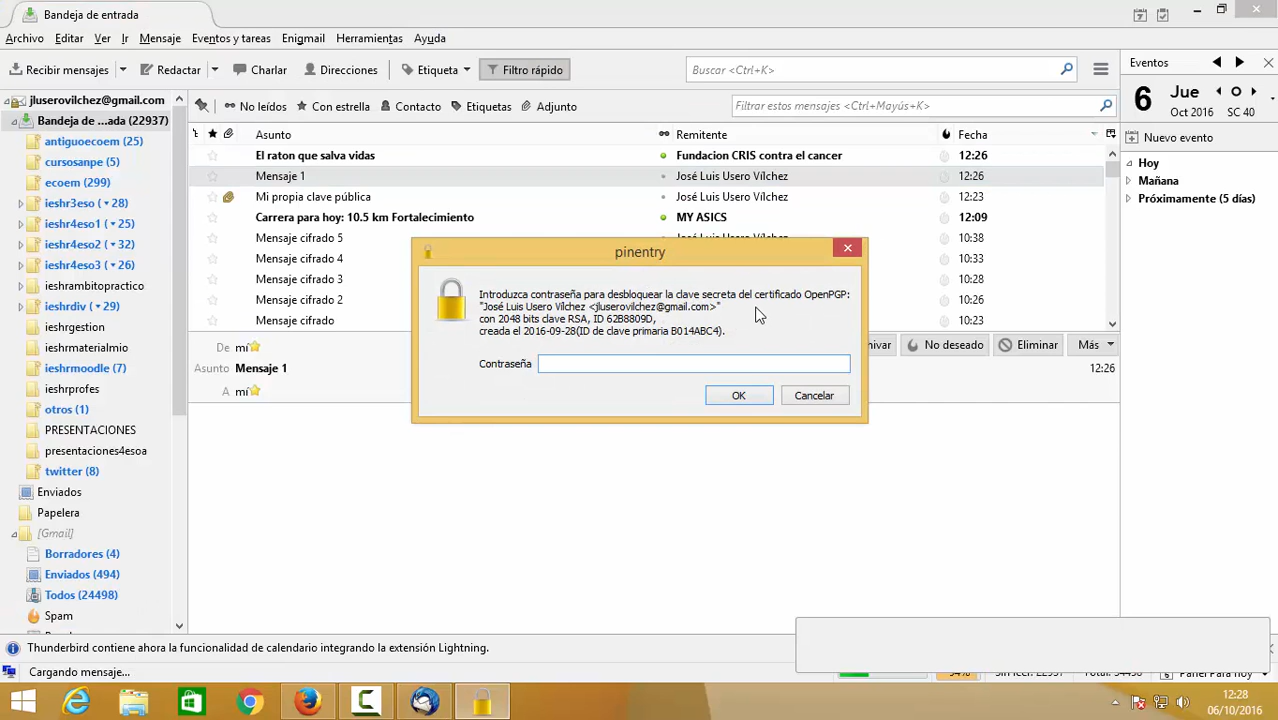 Bandeja de entrada
Archivo Editar Ver Ir Mensaje Eventos y tareas Enigmail Herramientas Ayuda
Recibir mensajes Redactar Charlar Direcciones Etiqueta Filtro rápido Buscar <Ctrl+K>
Eventos
jluserovilchez@gmail.com
Bandeja de ...ada (22937)
antiguoecoem (25)
cursosanpe (5)
ecoem (299)
ieshr3eso (• 28)
ieshr4eso1 (• 25)
ieshr4eso2 (• 32)
ieshr4eso3 (• 26)
ieshrambitopractico
ieshrdiv (• 29)
ieshrgestion
ieshrmaterialmio
ieshrmoodle (7)
ieshrprofes
otros (1)
PRESENTACIONES
presentaciones4esoa
twitter (8)
Enviados
Papelera
[Gmail]
Borradores (4)
Enviados (494)
Todos (24498)
Spam
No leídos Con estrella Contacto Etiquetas Adjunto Filtrar estos mensajes <Ctrl+Mayús+K>
Asunto Remitente Fecha
El raton que salva vidas Fundacion CRIS contra el cancer 12:26
Mensaje 1 José Luis Usero Vílchez 12:26
Mi propia clave pública José Luis Usero Vílchez 12:23
Carrera para hoy: 10.5 km Fortalecimiento MY ASICS 12:09
Mensaje cifrado 5 10:38
Mensaje cifrado 4 10:33
Mensaje cifrado 3 10:28
Mensaje cifrado 2 10:26
Mensaje cifrado 10:23
De mí
Asunto Mensaje 1
A mí
No deseado Eliminar Más
12:26
pinentry
Introduzca contraseña para desbloquear la clave secreta del certificado OpenPGP:
"José Luis Usero Vílchez <jluserovilchez@gmail.com>"
con 2048 bits clave RSA, ID 62B8809D,
creada el 2016-09-28(ID de clave primaria B014ABC4).
Contraseña
OK Cancelar
6 Jue
Oct 2016 SC 40
Nuevo evento
Hoy
Mañana
Próximamente (5 días)
Thunderbird contiene ahora la funcionalidad de calendario integrando la extensión Lightning.
Cargando mensaje...
12:28
06/10/2016